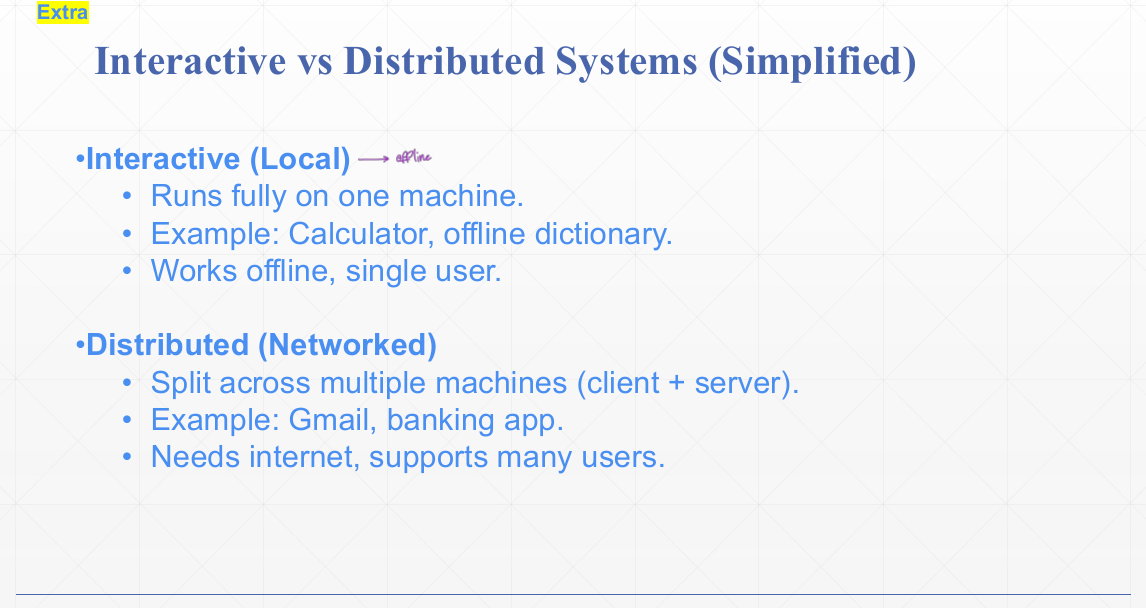 Extra
Interactive vs Distributed Systems (Simplified)
•Interactive (Local) → offline
• Runs fully on one machine.
• Example: Calculator, offline dictionary.
• Works offline, single user.
•Distributed (Networked)
• Split across multiple machines (client + server).
• Example: Gmail, banking app.
• Needs internet, supports many users.